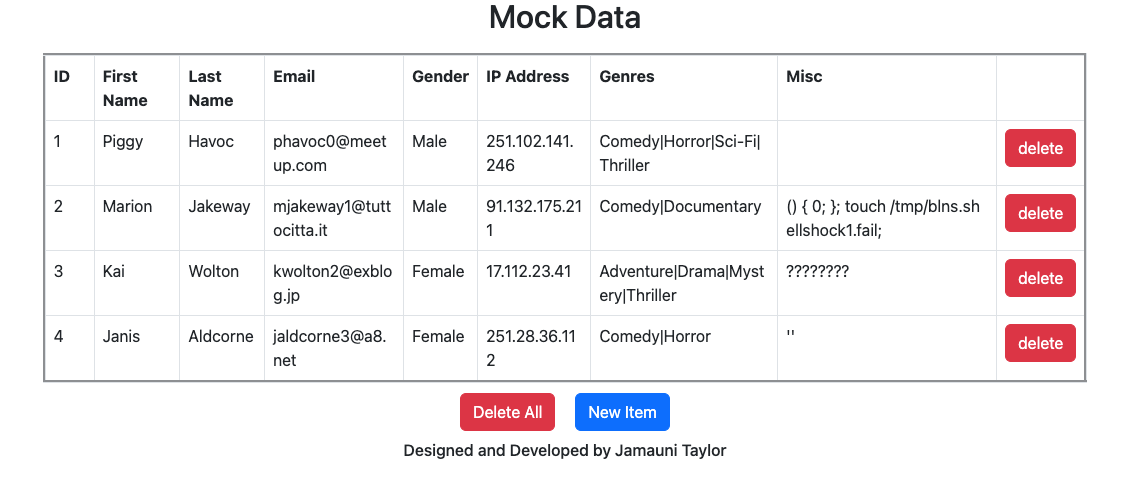 Mock Data
ID First Name Last Name Email Gender IP Address Genres Misc
1 Piggy Havoc phavoc0@meetup.com Male 251.102.141.246 Comedy|Horror|Sci-Fi|Thriller delete
2 Marion Jakeway mjakeway1@tuttocitta.it Male 91.132.175.211 Comedy|Documentary () { 0; }; touch /tmp/blns.shellshock1.fail; delete
3 Kai Wolton kwolton2@exblog.jp Female 17.112.23.41 Adventure|Drama|Mystery|Thriller ???????? delete
4 Janis Aldcorne jaldcorne3@a8.net Female 251.28.36.112 Comedy|Horror '' delete
Delete All New Item
Designed and Developed by Jamauni Taylor